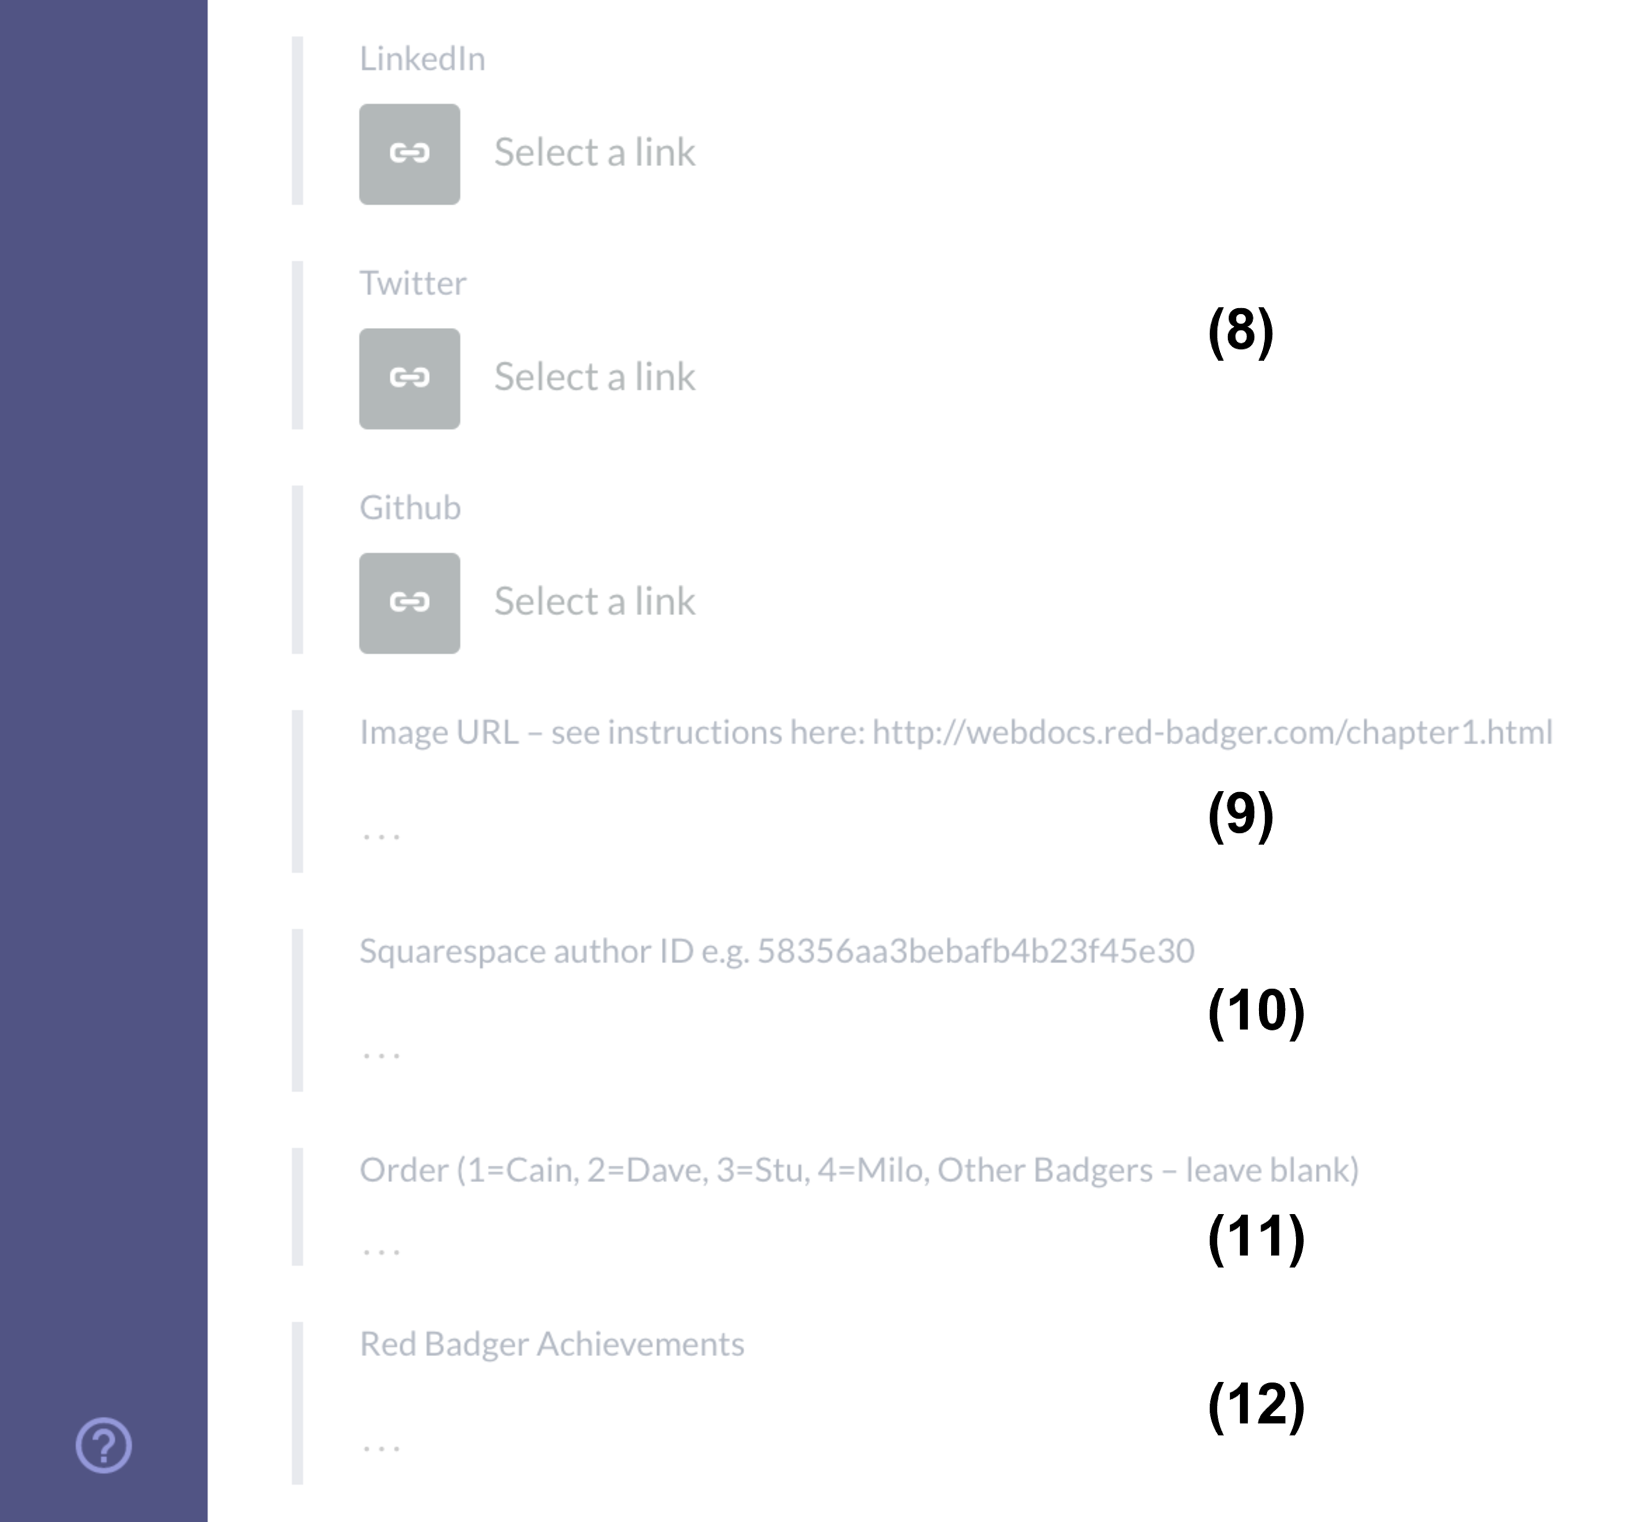 LinkedIn
Select a link
Twitter
(8)
Select a link
Github
Select a link
Image URL – see instructions here: http://webdocs.red-badger.com/chapter1.html
(9)
...
Squarespace author ID e.g. 58356aa3bebafb4b23f45e30
(10)
...
Order (1=Cain, 2=Dave, 3=Stu, 4=Milo, Other Badgers – leave blank)
(11)
...
Red Badger Achievements
(12)
...
?